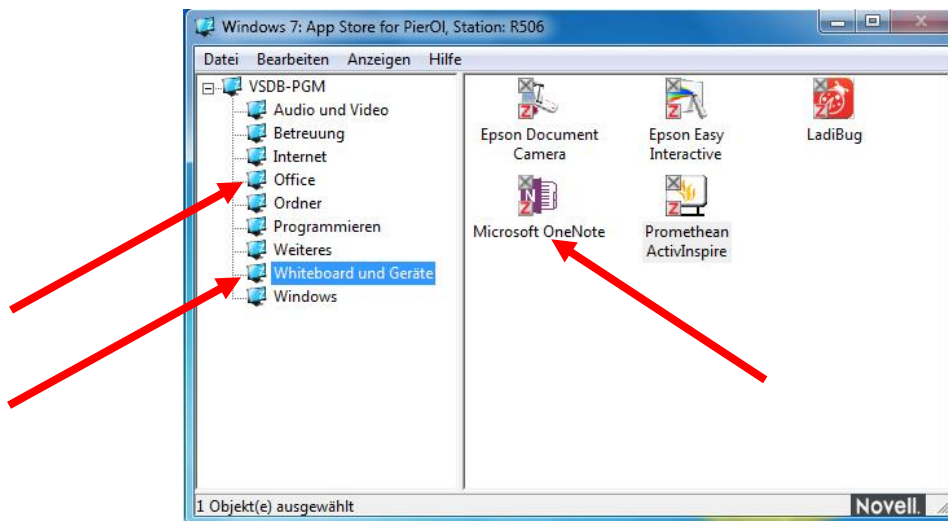 Windows 7: App Store for PierOl, Station: R506
Datei Bearbeiten Anzeigen Hilfe
VSDB-PGM
Audio und Video
Betreuung
Internet
Office
Ordner
Programmieren
Weiteres
Whiteboard und Geräte
Windows
Epson Document
Camera
Epson Easy
Interactive
LadiBug
Microsoft OneNote
Promethean
ActivInspire
1 Objekt(e) ausgewählt
Novell.